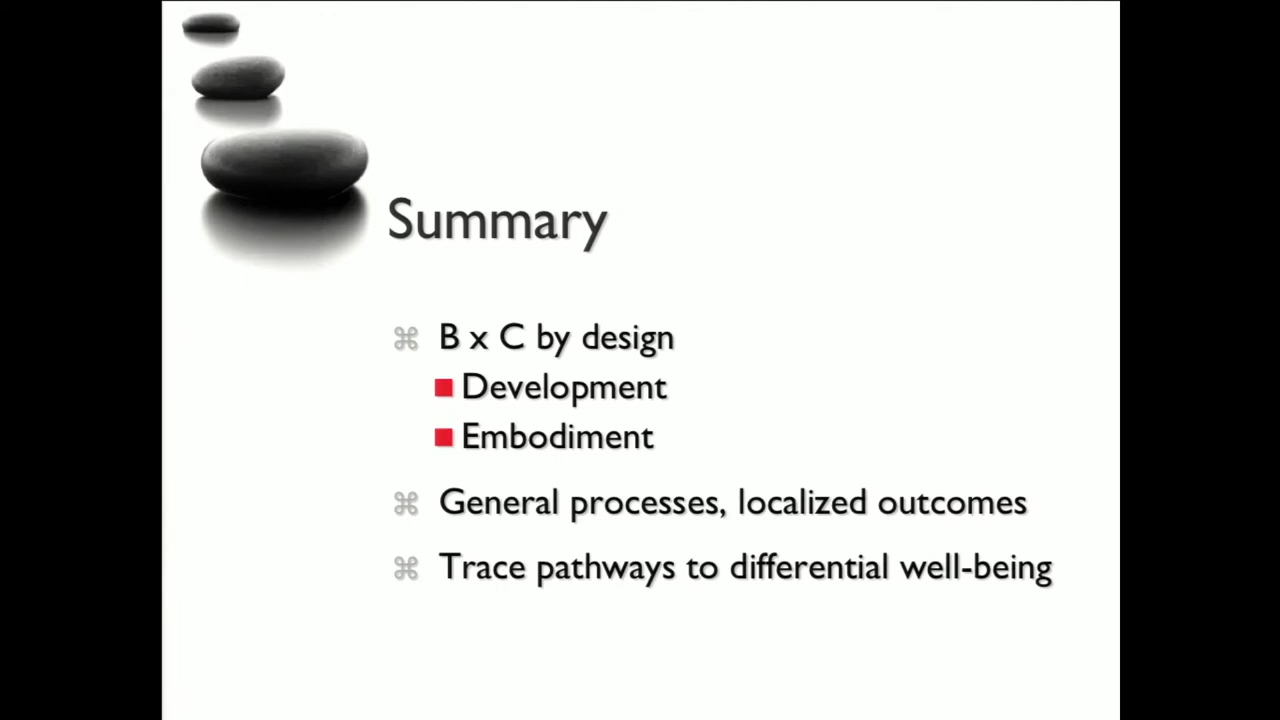 Summary
⌘ B x C by design
■ Development
■ Embodiment
⌘ General processes, localized outcomes
⌘ Trace pathways to differential well-being